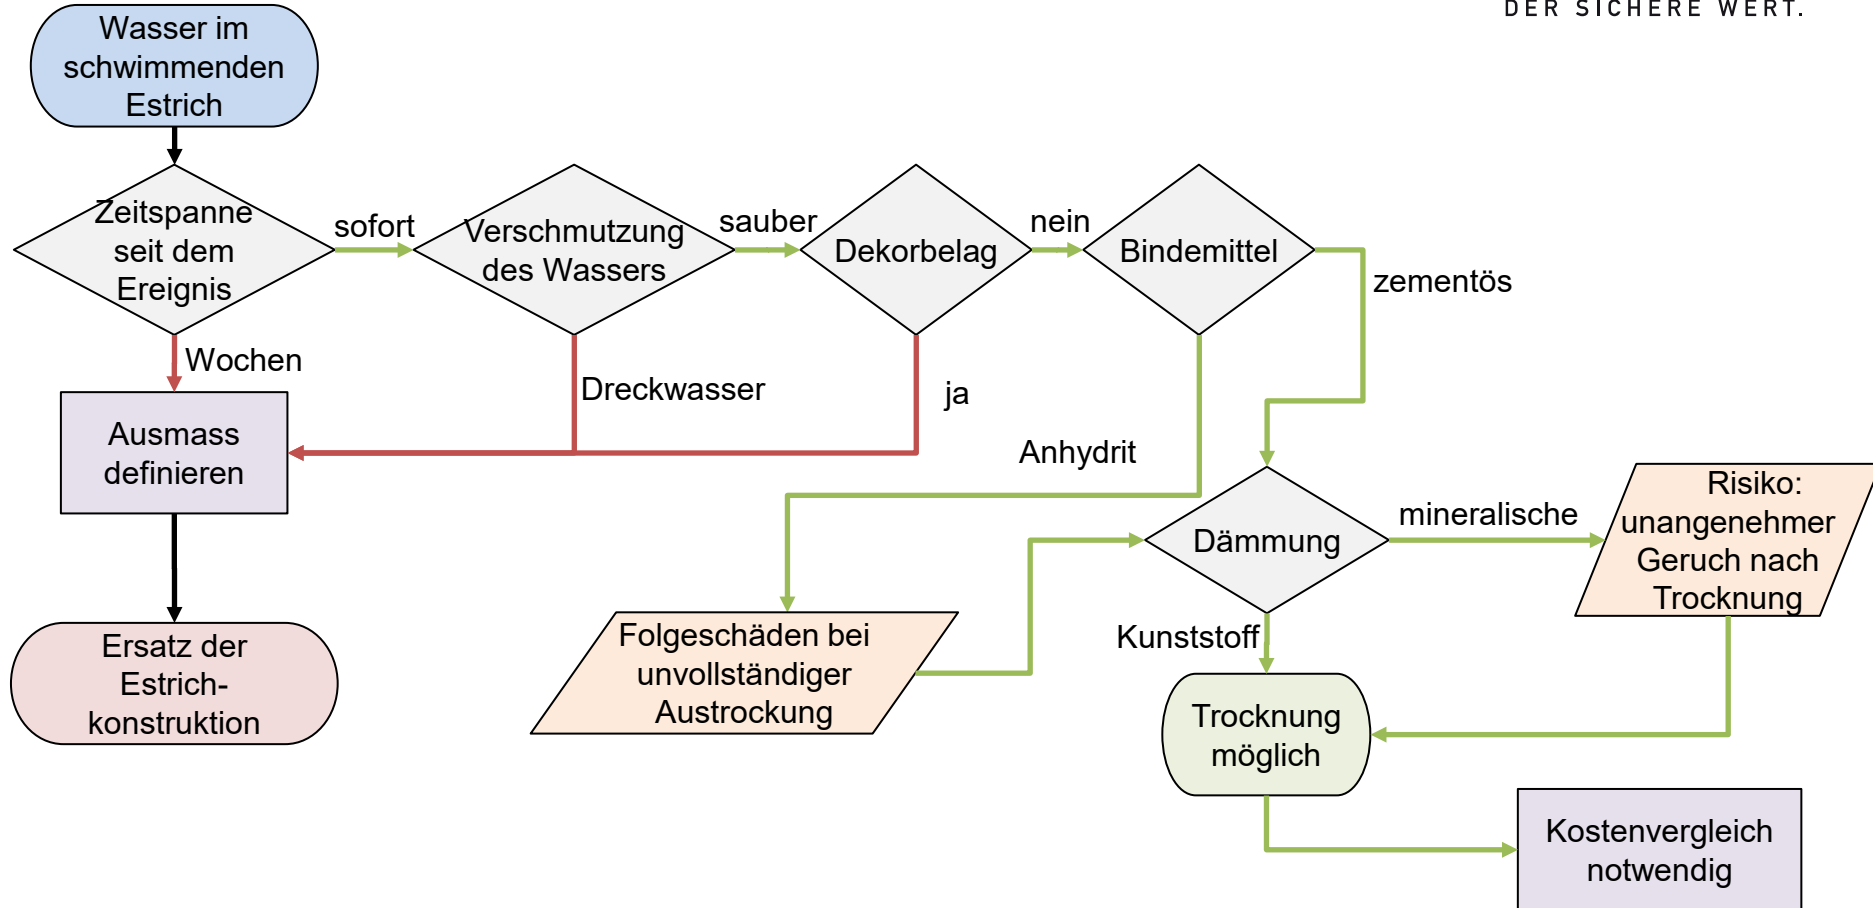 DER SICHERE WERT.
Wasser im
schwimmenden
Estrich
Zeitspanne
seit dem
Ereignis
sofort
Verschmutzung
des Wassers
sauber
Dekorbelag
nein
Bindemittel
zementös
Wochen
Dreckwasser
ja
Anhydrit
Ausmass
definieren
Dämmung
mineralische
Risiko:
unangenehmer
Geruch nach
Trocknung
Folgeschäden bei
unvollständiger
Austrockung
Kunststoff
Ersatz der
Estrich-
konstruktion
Trocknung
möglich
Kostenvergleich
notwendig